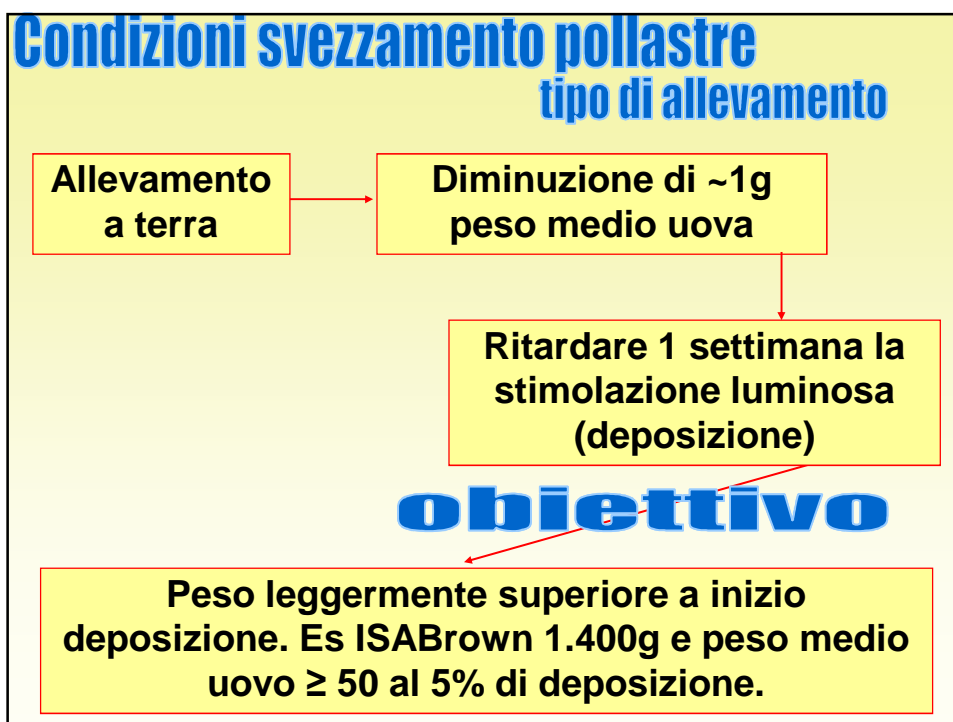 Condizioni svezzamento pollastre
tipo di allevamento
Allevamento
a terra
Diminuzione di ~1g
peso medio uova
Ritardare 1 settimana la
stimolazione luminosa
(deposizione)
obiettivo
Peso leggermente superiore a inizio
deposizione. Es ISABrown 1.400g e peso medio
uovo ≥ 50 al 5% di deposizione.